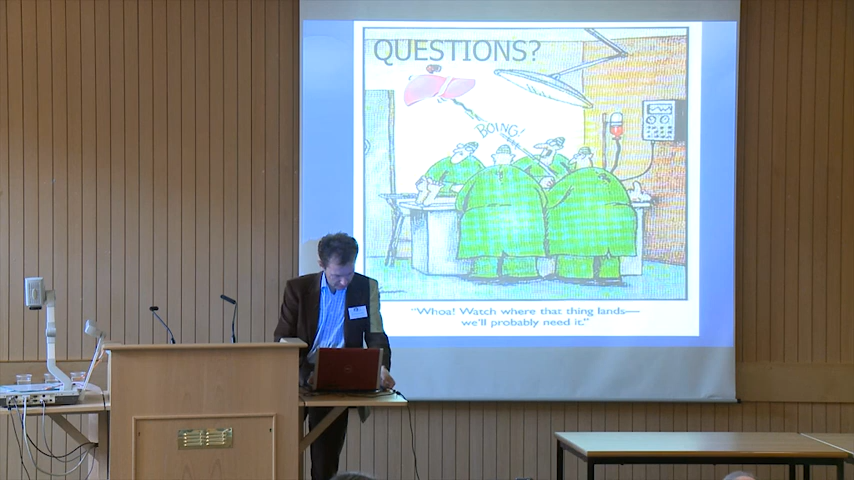 QUESTIONS?
BOING!
"Whoa! Watch where that thing lands—
we'll probably need it."